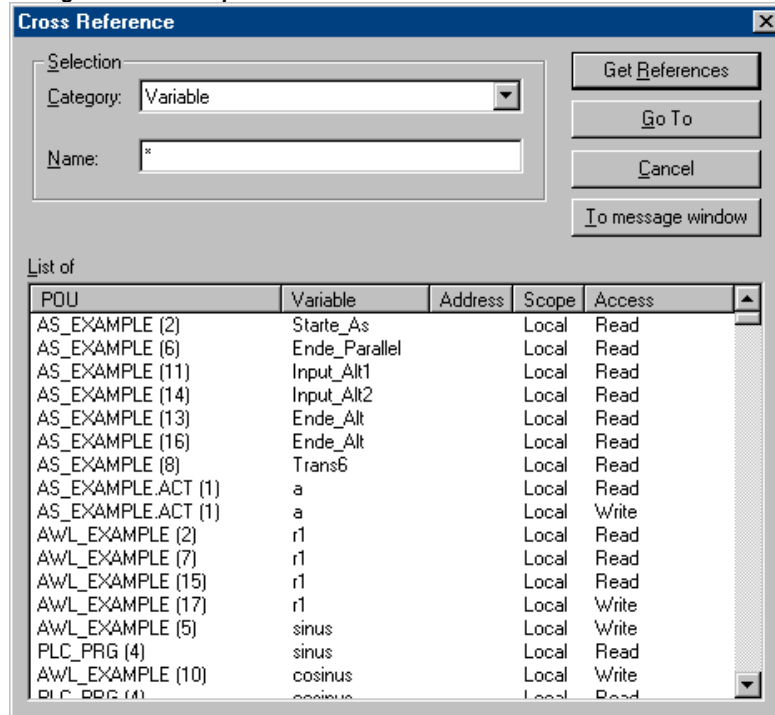 Cross Reference
Selection
Category: Variable
Name: *
Get References
Go To
Cancel
To message window
List of
POU Variable Address Scope Access
AS_EXAMPLE (2) Starte_As Local Read
AS_EXAMPLE (6) Ende_Parallel Local Read
AS_EXAMPLE (11) Input_Alt1 Local Read
AS_EXAMPLE (14) Input_Alt2 Local Read
AS_EXAMPLE (13) Ende_Alt Local Read
AS_EXAMPLE (16) Ende_Alt Local Read
AS_EXAMPLE (8) Trans6 Local Read
AS_EXAMPLE.ACT (1) a Local Read
AS_EXAMPLE.ACT (1) a Local Write
AWL_EXAMPLE (2) r1 Local Read
AWL_EXAMPLE (7) r1 Local Read
AWL_EXAMPLE (15) r1 Local Read
AWL_EXAMPLE (17) r1 Local Write
AWL_EXAMPLE (5) sinus Local Write
PLC_PRG (4) sinus Local Read
AWL_EXAMPLE (10) cosinus Local Write
PLC_PRG (4) cosinus Local Read